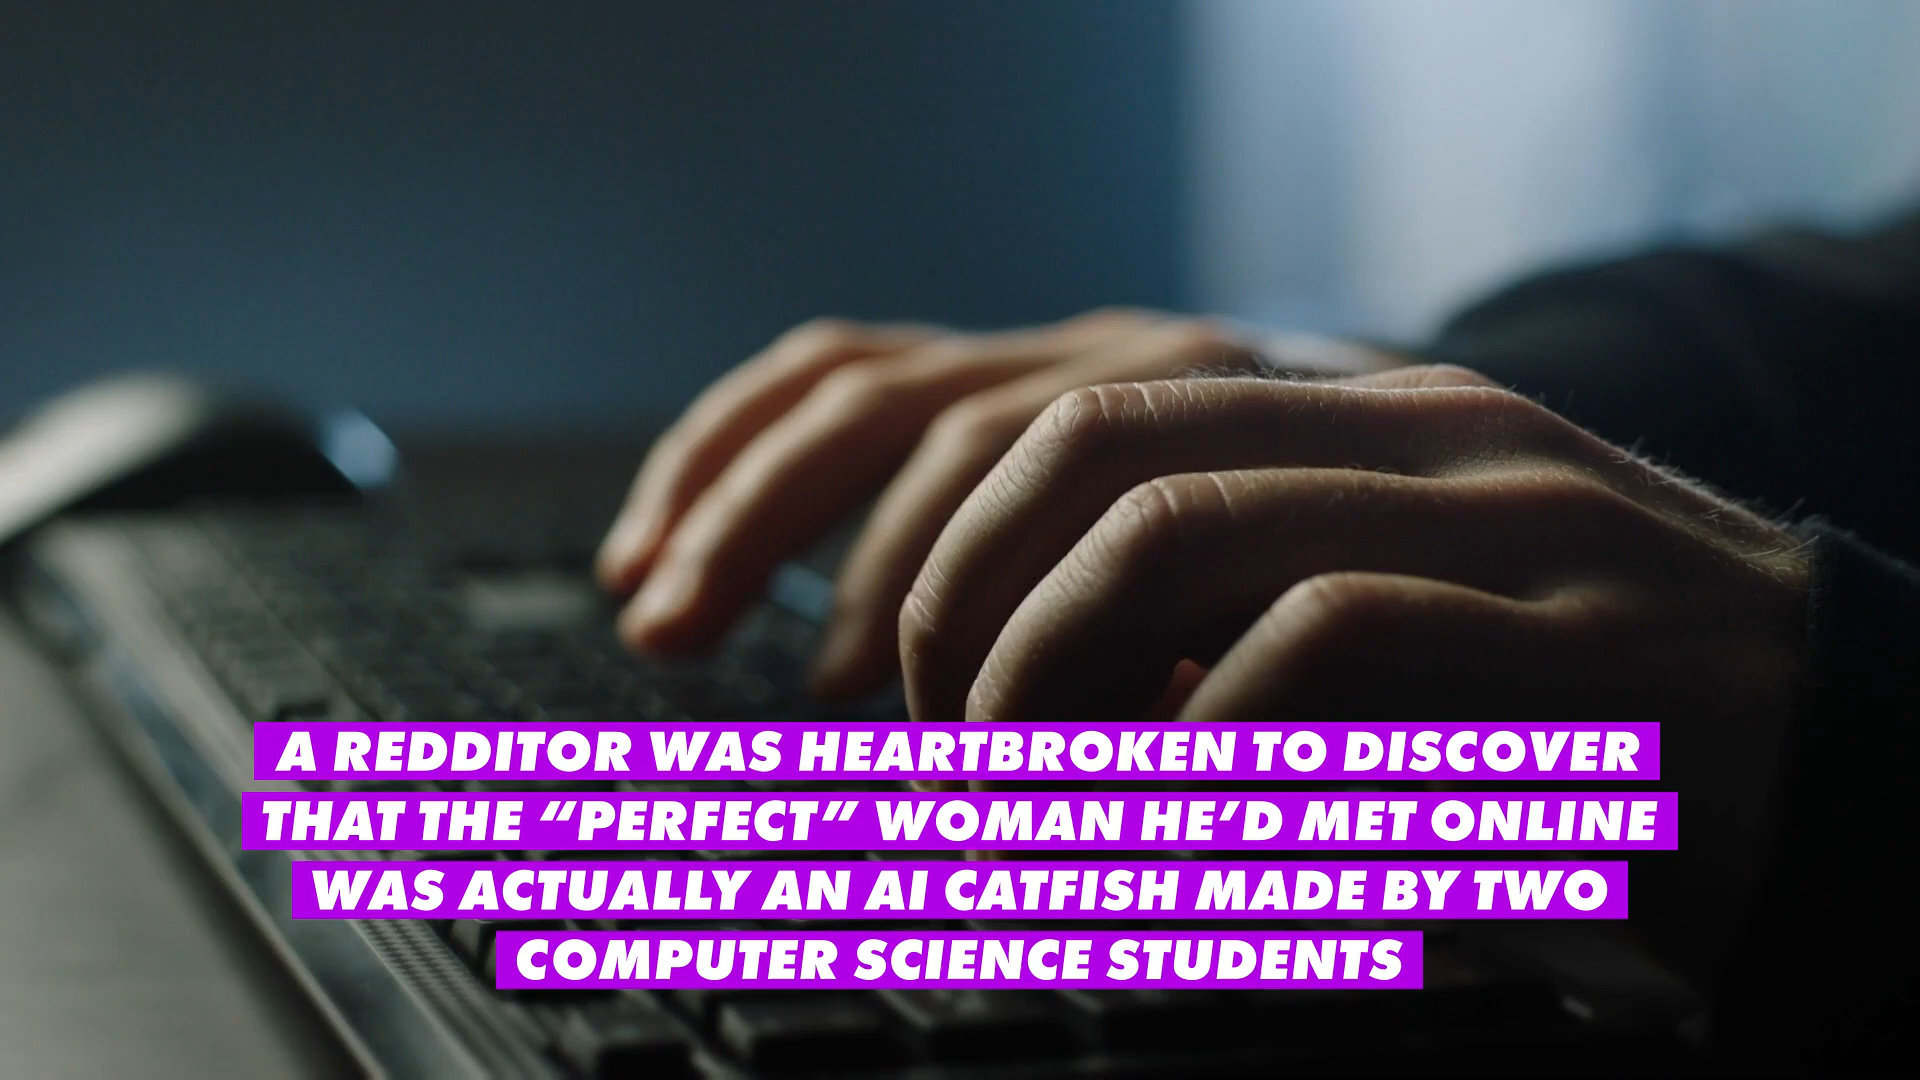 A REDDITOR WAS HEARTBROKEN TO DISCOVER
THAT THE “PERFECT” WOMAN HE’D MET ONLINE
WAS ACTUALLY AN AI CATFISH MADE BY TWO
COMPUTER SCIENCE STUDENTS